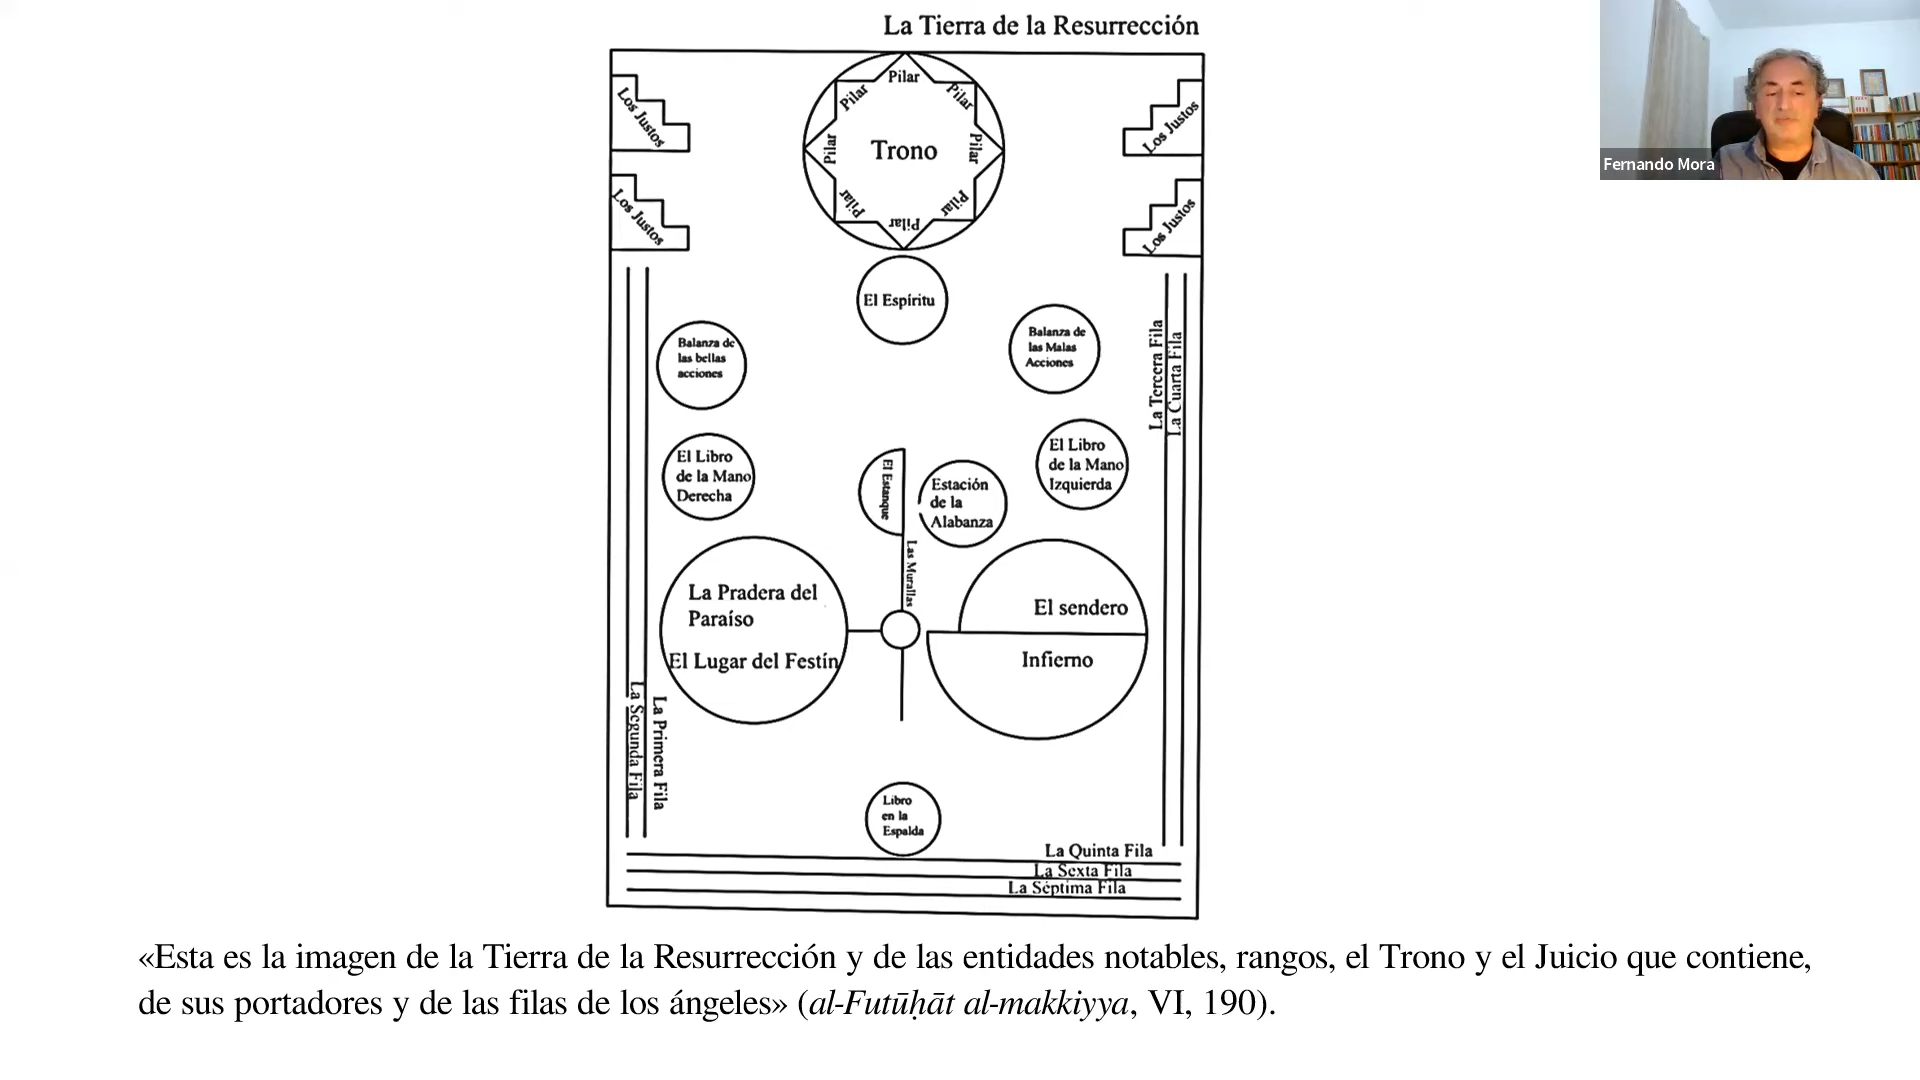 La Tierra de la Resurrección
Pilar
Pilar
Pilar
Pilar
Pilar
Pilar
Pilar
Pilar
Trono
Los Justos
Los Justos
Los Justos
Los Justos
Fernando Mora
El Espíritu
Balanza de
las bellas
acciones
Balanza de
las Malas
Acciones
La Tercera Fila
La Cuarta Fila
El Libro
de la Mano
Derecha
El Estanque
Estación
de la
Alabanza
El Libro
de la Mano
Izquierda
Las Murallas
La Pradera del
Paraíso
El Lugar del Festín
El sendero
Infierno
La Segunda Fila
La Primera Fila
Libro
en la
Espalda
La Quinta Fila
La Sexta Fila
La Séptima Fila
«Esta es la imagen de la Tierra de la Resurrección y de las entidades notables, rangos, el Trono y el Juicio que contiene,
de sus portadores y de las filas de los ángeles» (al-Futūḥāt al-makkiyya, VI, 190).